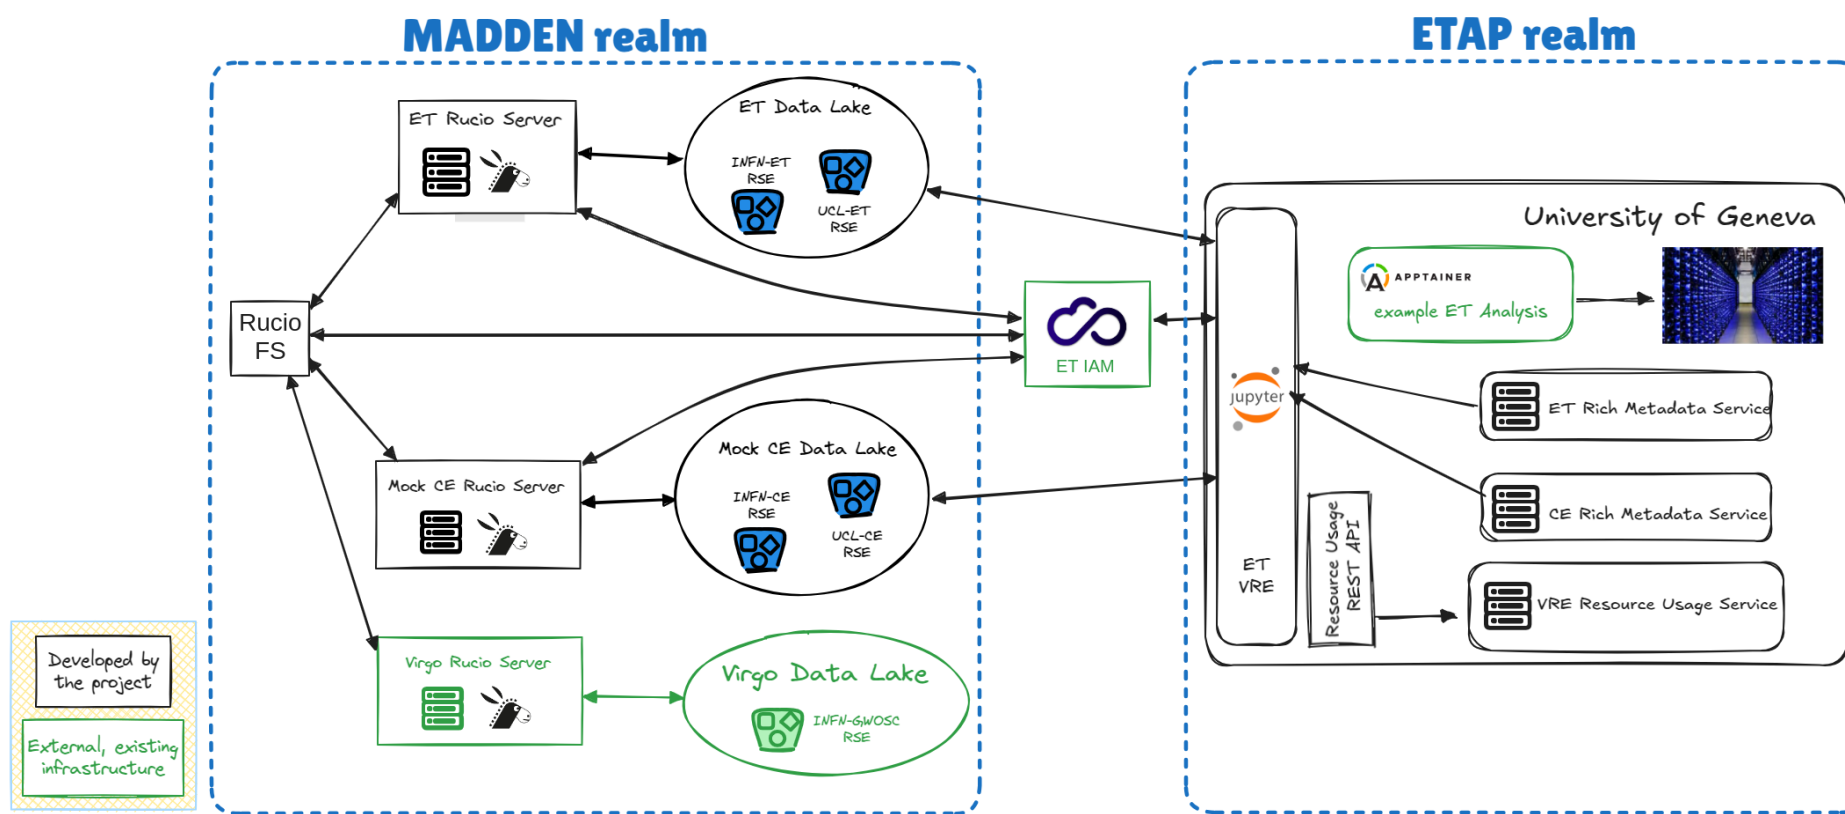 MADDEN realm
ETAP realm
ET Rucio Server
ET Data Lake
INFN-ET
RSE
UCL-ET
RSE
University of Geneva
APPTAINER
example ET Analysis
Rucio
FS
ET IAM
jupyter
ET Rich Metadata Service
Mock CE Rucio Server
Mock CE Data Lake
INFN-CE
RSE
UCL-CE
RSE
CE Rich Metadata Service
ET
VRE
Resource Usage
REST API
VRE Resource Usage Service
Virgo Rucio Server
Virgo Data Lake
INFN-GWOSC
RSE
Developed by
the project
External, existing
infrastructure